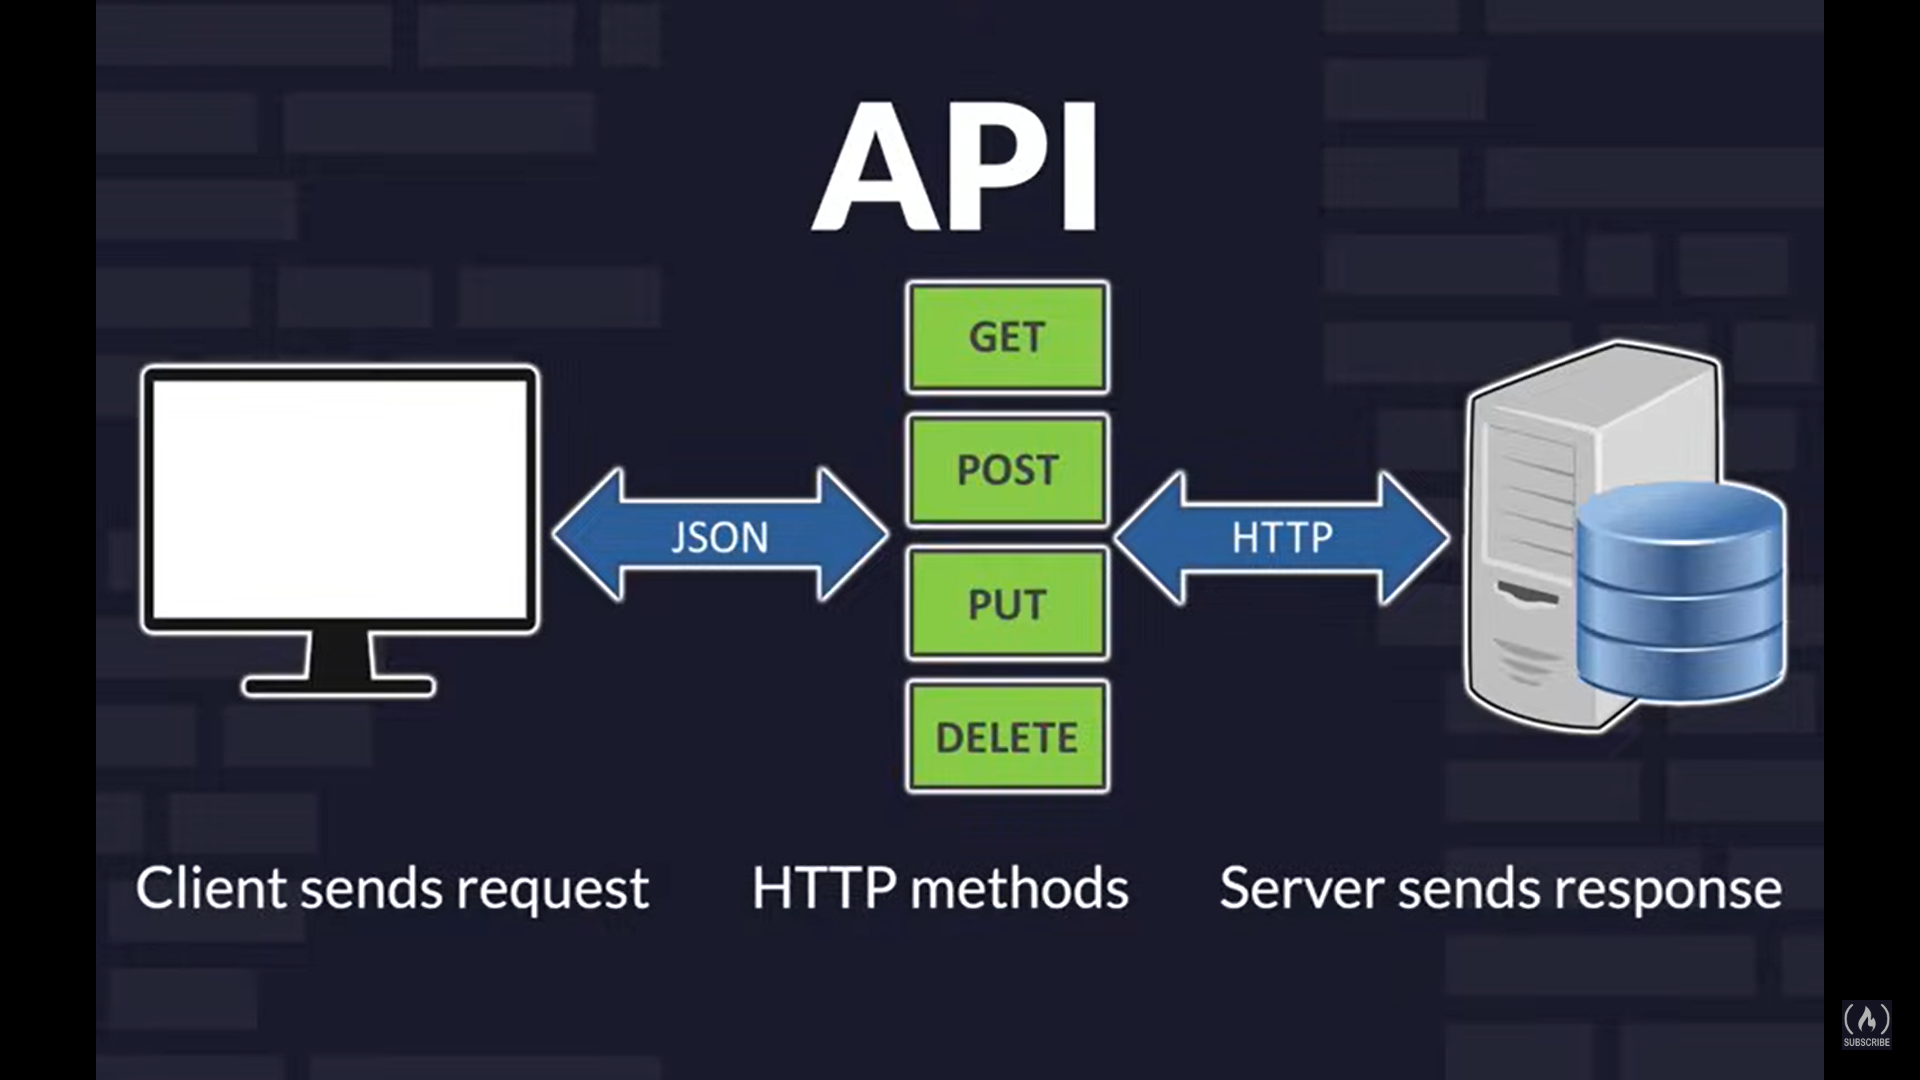 API
GET
POST
PUT
DELETE
JSON
HTTP
Client sends request
HTTP methods
Server sends response
SUBSCRIBE